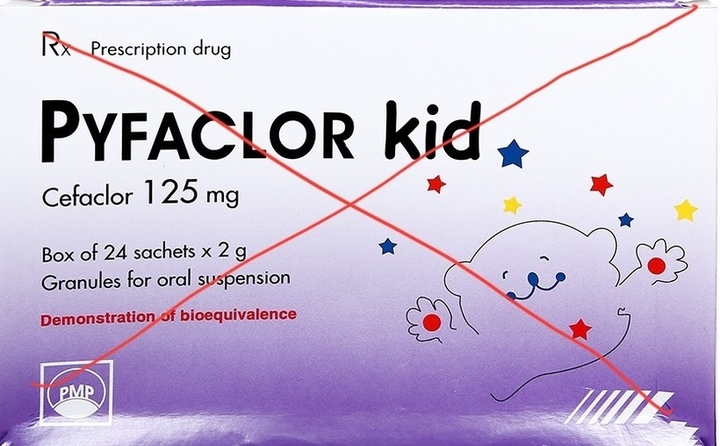 Rx Prescription drug
PYFACLOR kid
Cefaclor 125 mg
Box of 24 sachets x 2 g
Granules for oral suspension
Demonstration of bioequivalence
PMP